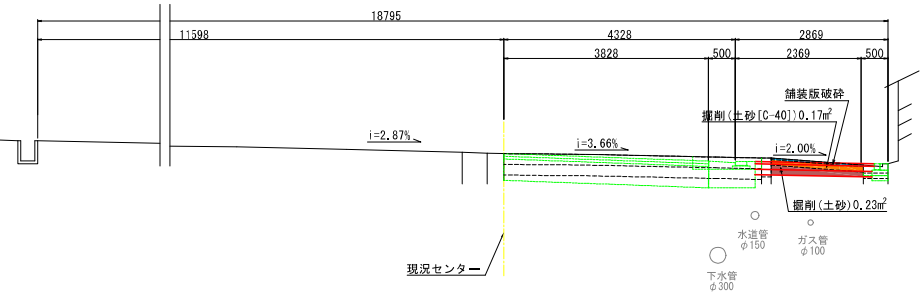 18795
11598
4328
2869
3828
500
2369
500
舗装版破砕
掘削(土砂[C-40])0.17㎡
i=2.87%
i=3.66%
i=2.00%
掘削(土砂)0.23㎡
水道管
φ150
ガス管
φ100
現況センター
下水管
φ300